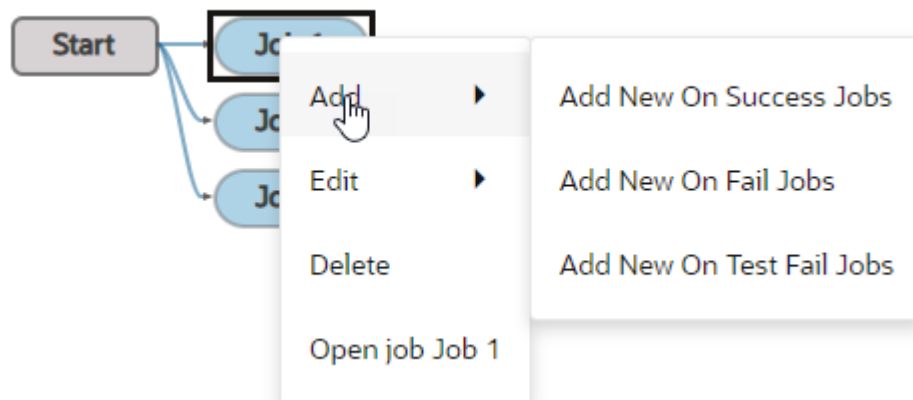 Start
Add
Add New On Success Jobs
Edit
Add New On Fail Jobs
Delete
Add New On Test Fail Jobs
Open job Job 1